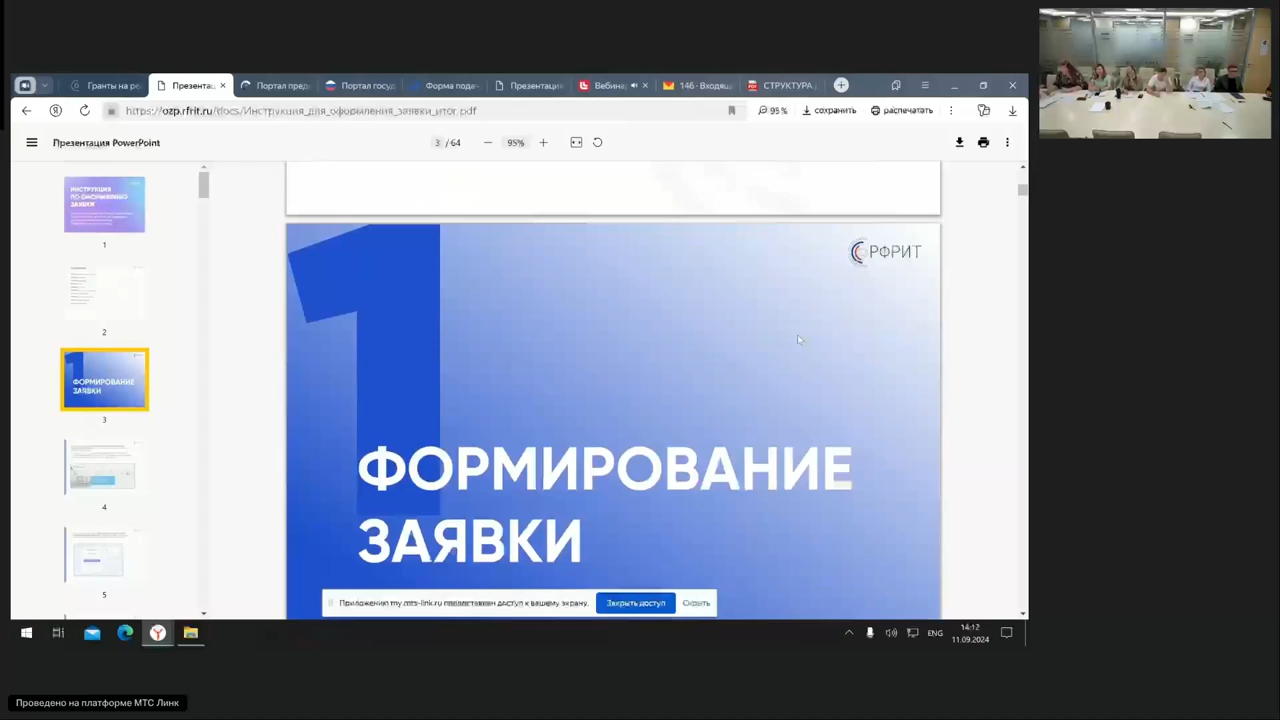 Гранты на ре
Презентац
Портал пред
Портал госуд
Форма пода
Презентаци
Вебина
146 · Входящ
СТРУКТУРА
https://ozp.rfrit.ru/docs/Инструкция_для_оформления_заявки_итог.pdf
95 %
сохранить
распечатать
Презентация PowerPoint
3 / 64
95%
ИНСТРУКЦИЯ
ПО ОФОРМЛЕНИЮ
ЗАЯВКИ
1
2
ФОРМИРОВАНИЕ
ЗАЯВКИ
3
4
5
1
РФРИТ
ФОРМИРОВАНИЕ
ЗАЯВКИ
Приложению my.mts-link.ru предоставлен доступ к вашему экрану.
Закрыть доступ
Скрыть
ENG
14:12
11.09.2024
Проведено на платформе МТС Линк